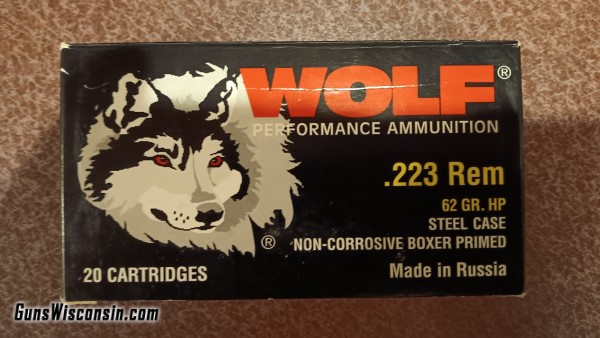 WOLF®
PERFORMANCE AMMUNITION
.223 Rem
62 GR. HP
STEEL CASE
® NON-CORROSIVE BOXER PRIMED
20 CARTRIDGES
Made in Russia
GunsWisconsin.com